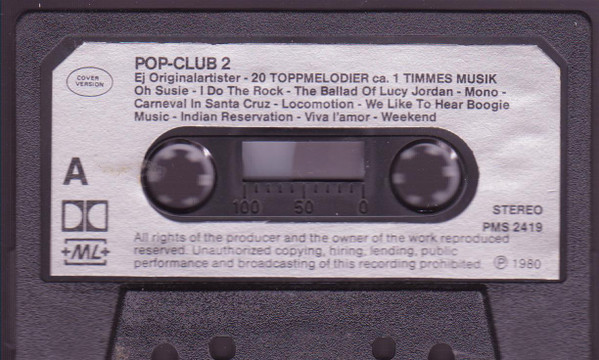 POP-CLUB 2
COVER
VERSION
Ej Originalartister - 20 TOPPMELODIER ca. 1 TIMMES MUSIK
Oh Susie - I Do The Rock - The Ballad Of Lucy Jordan - Mono -
Carneval In Santa Cruz - Locomotion - We Like To Hear Boogie
Music - Indian Reservation - Viva l'amor - Weekend
A
100 50 0
STEREO
PMS 2419
+ML+
All rights of the producer and the owner of the work reproduced
reserved. Unauthorized copying, hiring, lending, public
performance and broadcasting of this recording prohibited. ℗ 1980